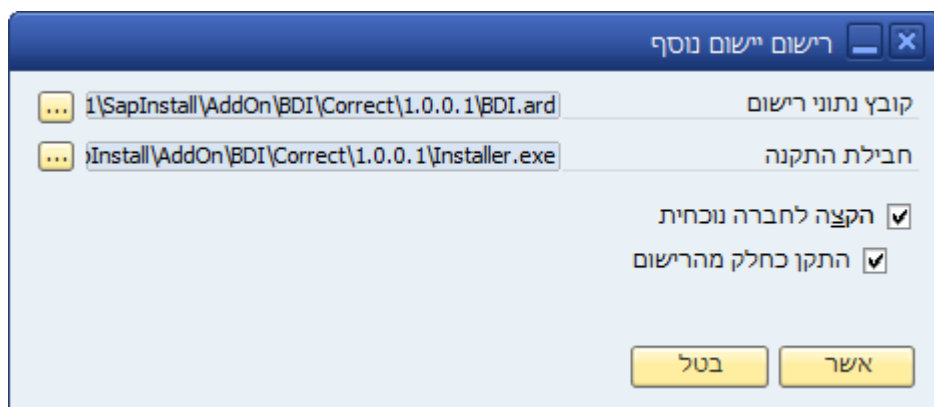 רישום יישום נוסף
קובץ נתוני רישום 1\SapInstall\AddOn\BDI\Correct\1.0.0.1\BDI.ard ...
חבילת התקנה pInstall\AddOn\BDI\Correct\1.0.0.1\Installer.exe ...
הקצה לחברה נוכחית
התקן כחלק מהרישום
אשר בטל